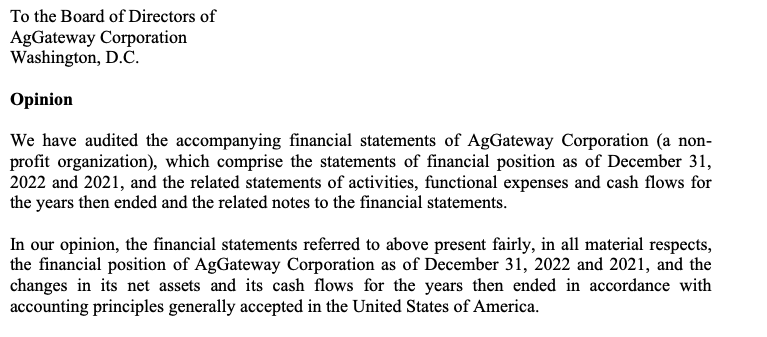 To the Board of Directors of
AgGateway Corporation
Washington, D.C.
Opinion
We have audited the accompanying financial statements of AgGateway Corporation (a non-
profit organization), which comprise the statements of financial position as of December 31,
2022 and 2021, and the related statements of activities, functional expenses and cash flows for
the years then ended and the related notes to the financial statements.
In our opinion, the financial statements referred to above present fairly, in all material respects,
the financial position of AgGateway Corporation as of December 31, 2022 and 2021, and the
changes in its net assets and its cash flows for the years then ended in accordance with
accounting principles generally accepted in the United States of America.